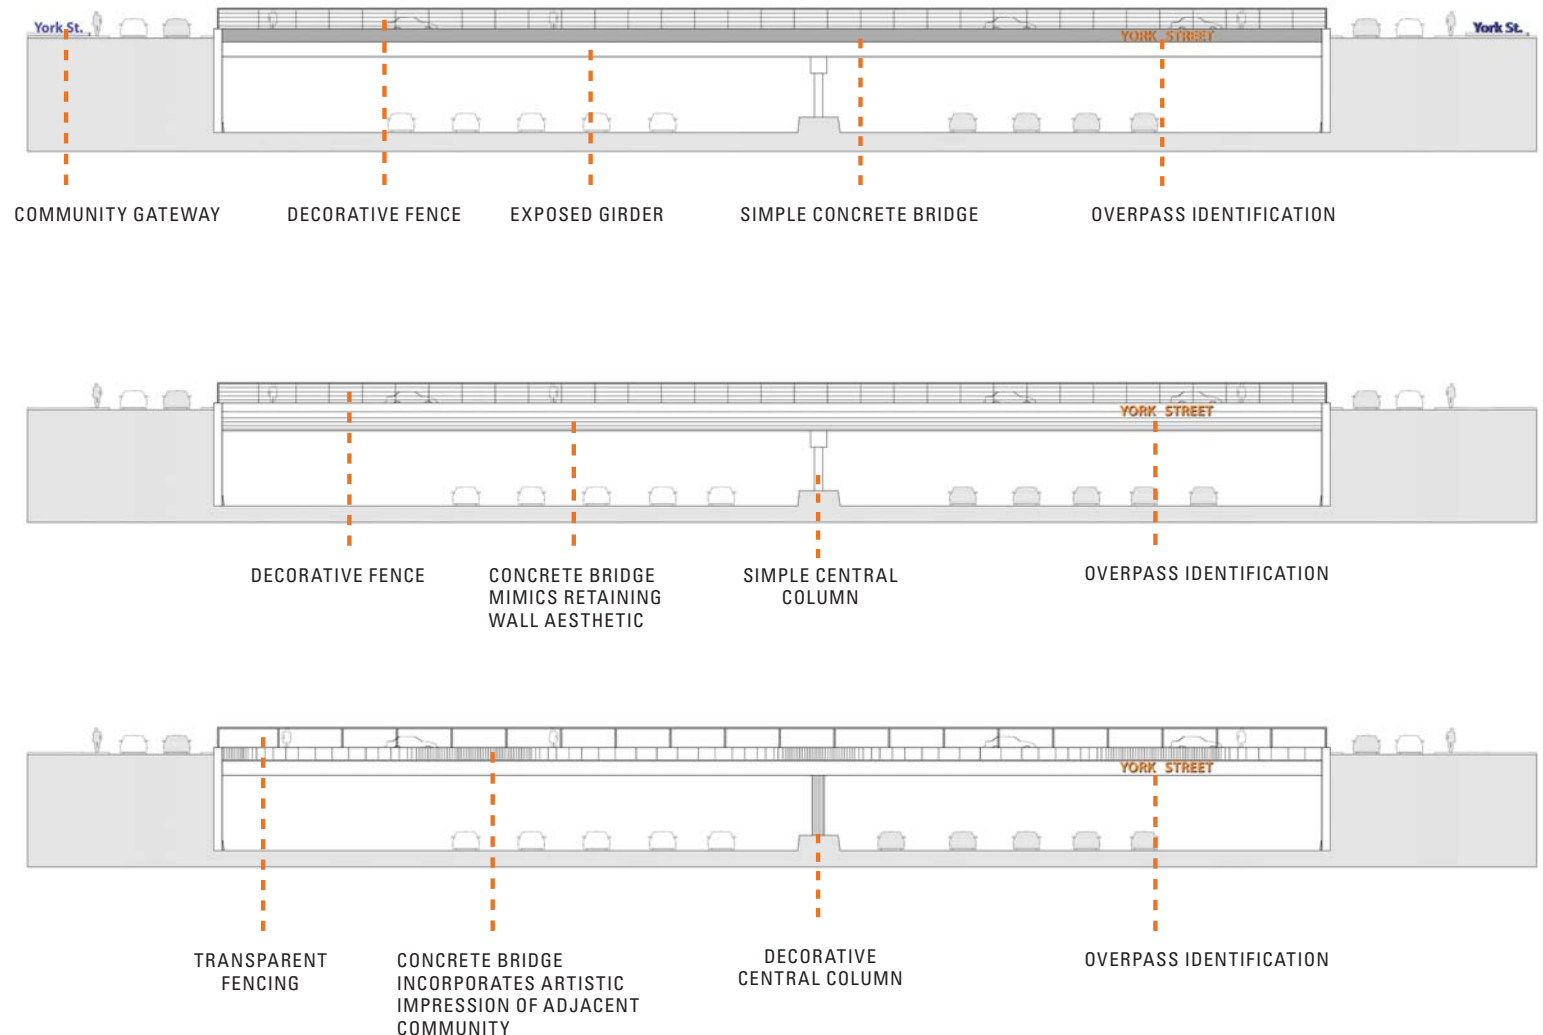 York St.
York St.
YORK STREET
COMMUNITY GATEWAY
DECORATIVE FENCE
EXPOSED GIRDER
SIMPLE CONCRETE BRIDGE
OVERPASS IDENTIFICATION
YORK STREET
DECORATIVE FENCE
CONCRETE BRIDGE
MIMICS RETAINING
WALL AESTHETIC
SIMPLE CENTRAL
COLUMN
OVERPASS IDENTIFICATION
YORK STREET
TRANSPARENT
FENCING
CONCRETE BRIDGE
INCORPORATES ARTISTIC
IMPRESSION OF ADJACENT
COMMUNITY
DECORATIVE
CENTRAL COLUMN
OVERPASS IDENTIFICATION